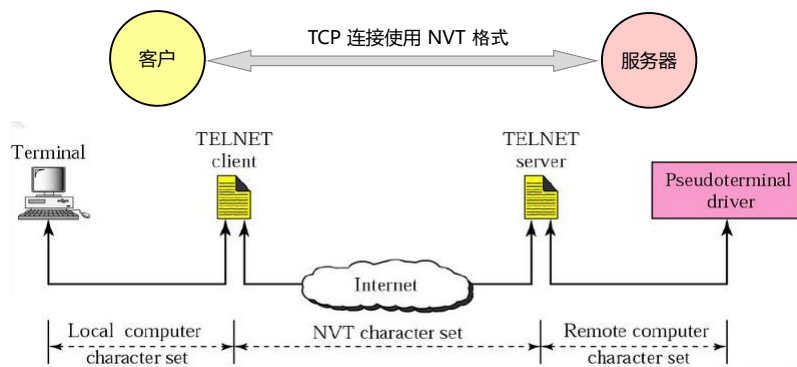 TCP 连接使用 NVT 格式
客户
服务器
Terminal
TELNET
client
TELNET
server
Pseudoterminal
driver
Internet
Local computer
character set
NVT character set
Remote computer
character set